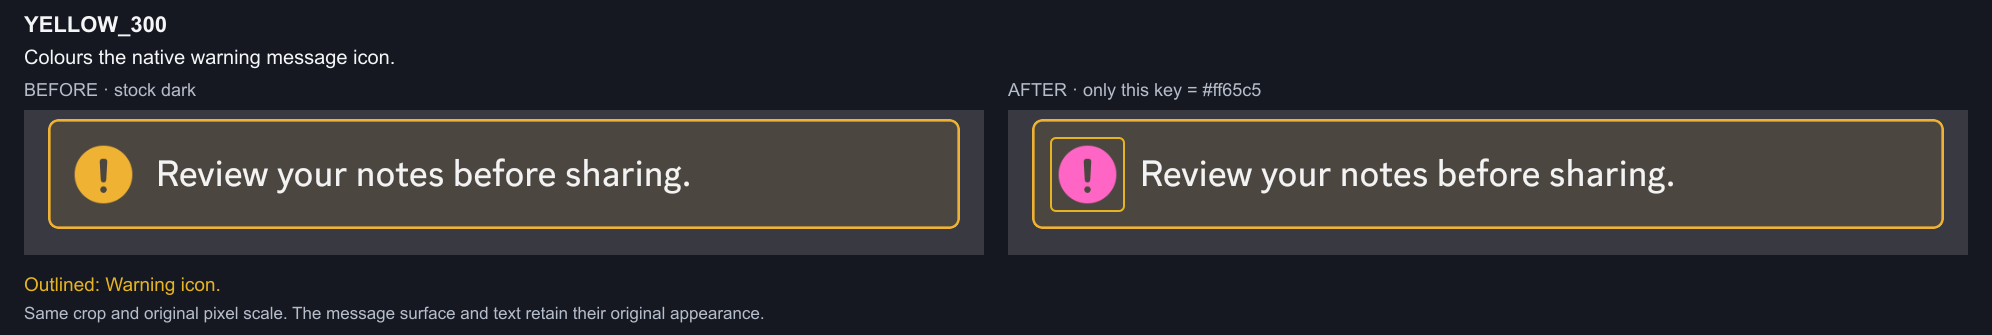 YELLOW_300
Colours the native warning message icon.
BEFORE · stock dark
AFTER · only this key = #ff65c5
Review your notes before sharing.
Review your notes before sharing.
Outlined: Warning icon.
Same crop and original pixel scale. The message surface and text retain their original appearance.